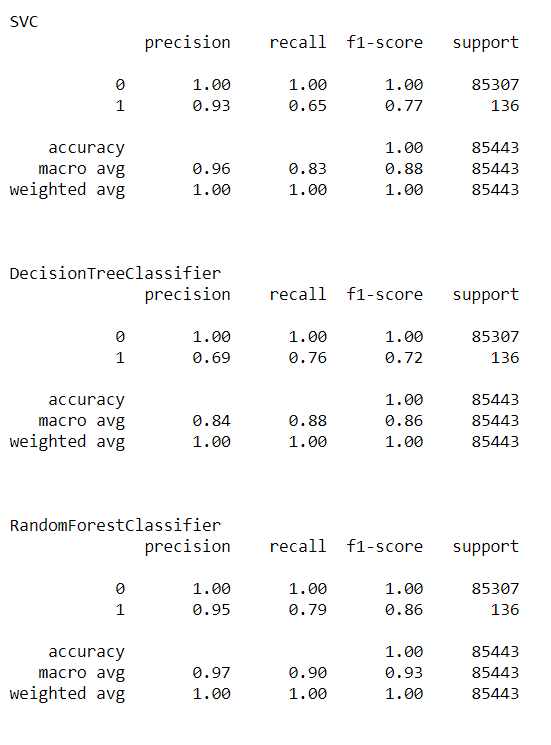 SVC
precision recall f1-score support
0 1.00 1.00 1.00 85307
1 0.93 0.65 0.77 136
accuracy 1.00 85443
macro avg 0.96 0.83 0.88 85443
weighted avg 1.00 1.00 1.00 85443
DecisionTreeClassifier
precision recall f1-score support
0 1.00 1.00 1.00 85307
1 0.69 0.76 0.72 136
accuracy 1.00 85443
macro avg 0.84 0.88 0.86 85443
weighted avg 1.00 1.00 1.00 85443
RandomForestClassifier
precision recall f1-score support
0 1.00 1.00 1.00 85307
1 0.95 0.79 0.86 136
accuracy 1.00 85443
macro avg 0.97 0.90 0.93 85443
weighted avg 1.00 1.00 1.00 85443